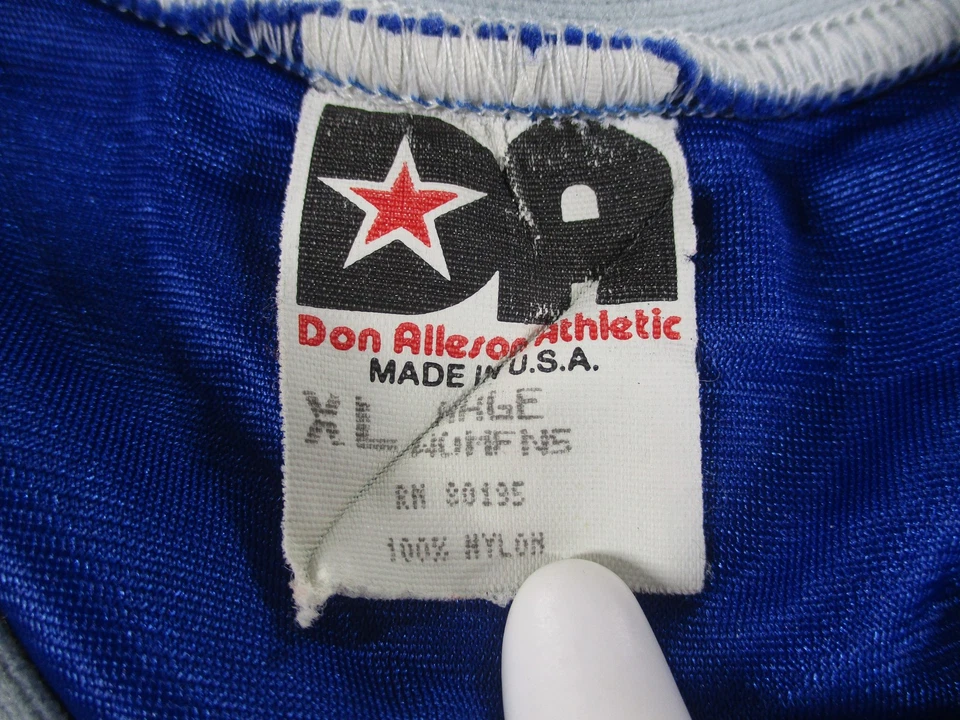 DA
Don Alleson Athletic
MADE IN U.S.A.
XL LARGE
WOMENS
RN 80195
100% NYLON